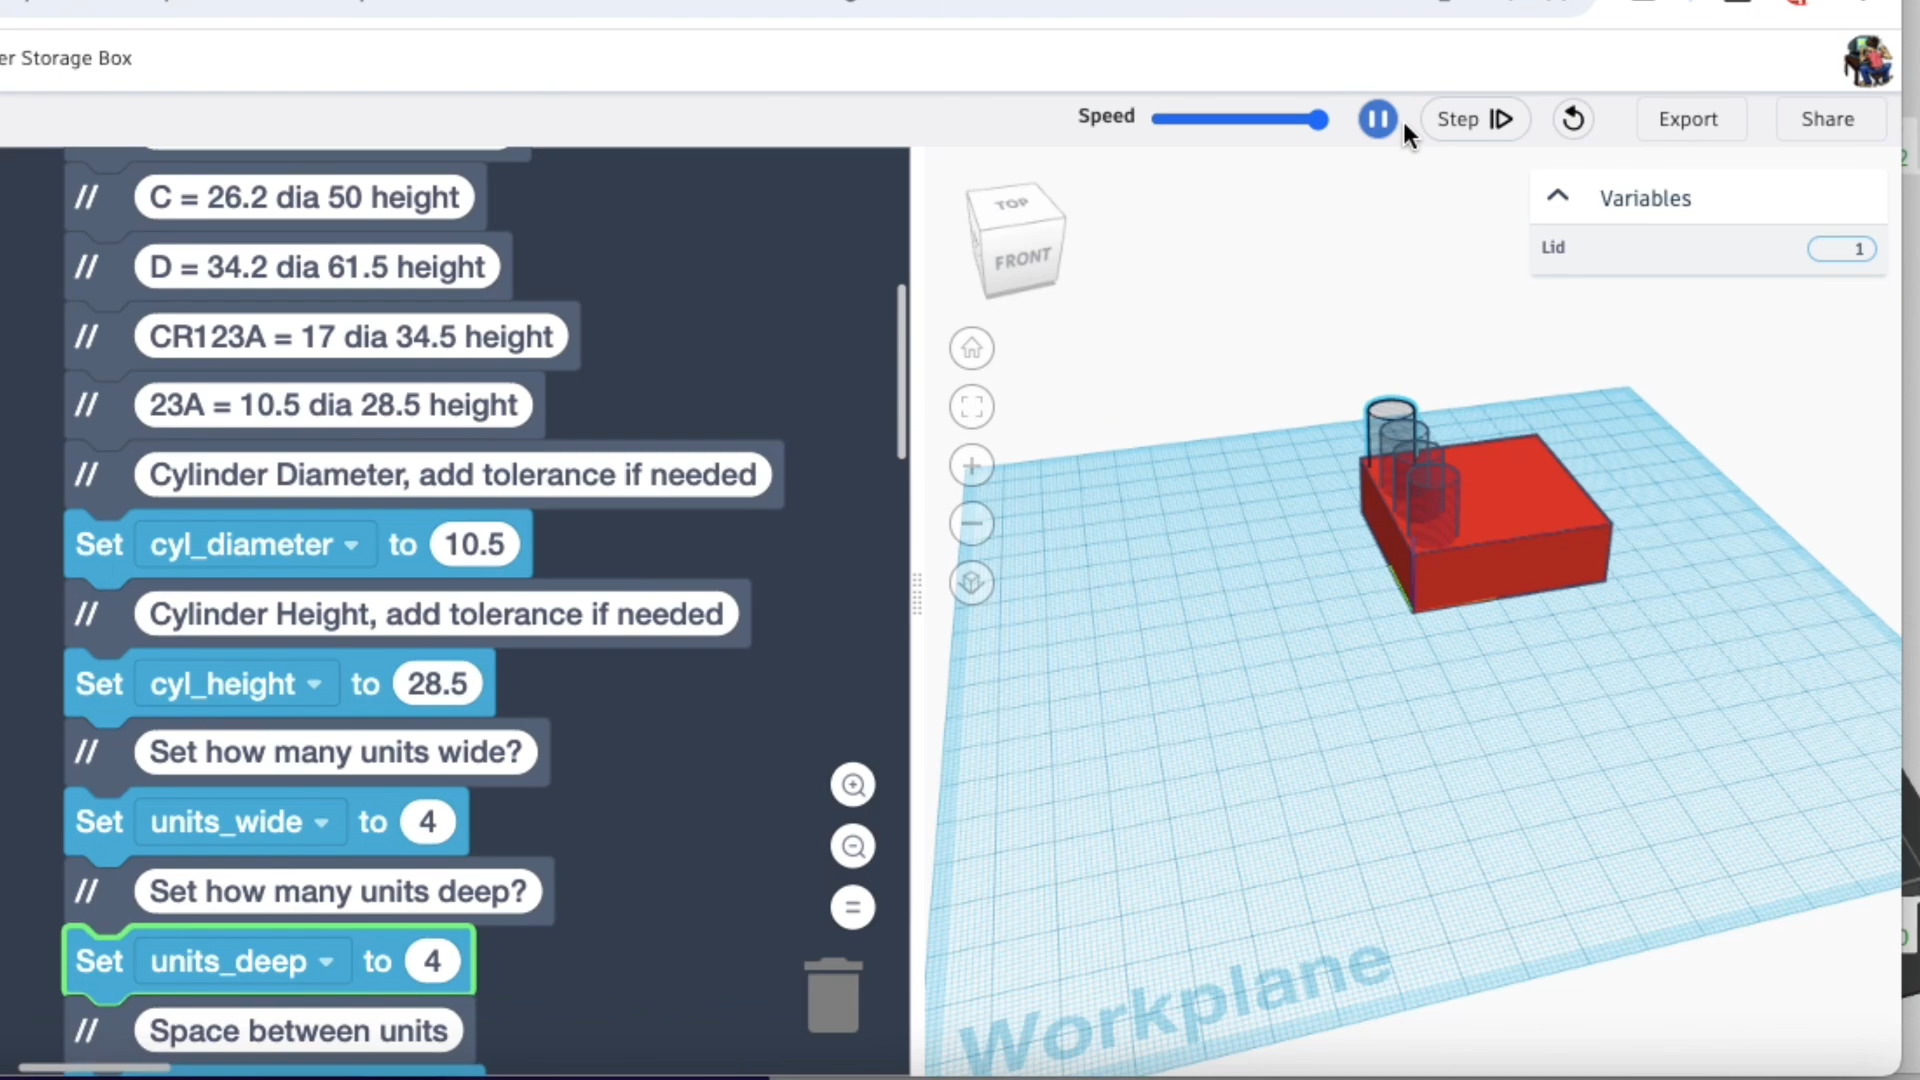 er Storage Box
Speed
Step
Export
Share
// C = 26.2 dia 50 height
// D = 34.2 dia 61.5 height
// CR123A = 17 dia 34.5 height
// 23A = 10.5 dia 28.5 height
// Cylinder Diameter, add tolerance if needed
Set cyl_diameter to 10.5
// Cylinder Height, add tolerance if needed
Set cyl_height to 28.5
// Set how many units wide?
Set units_wide to 4
// Set how many units deep?
Set units_deep to 4
// Space between units
TOP
FRONT
Variables
Lid 1
Workplane